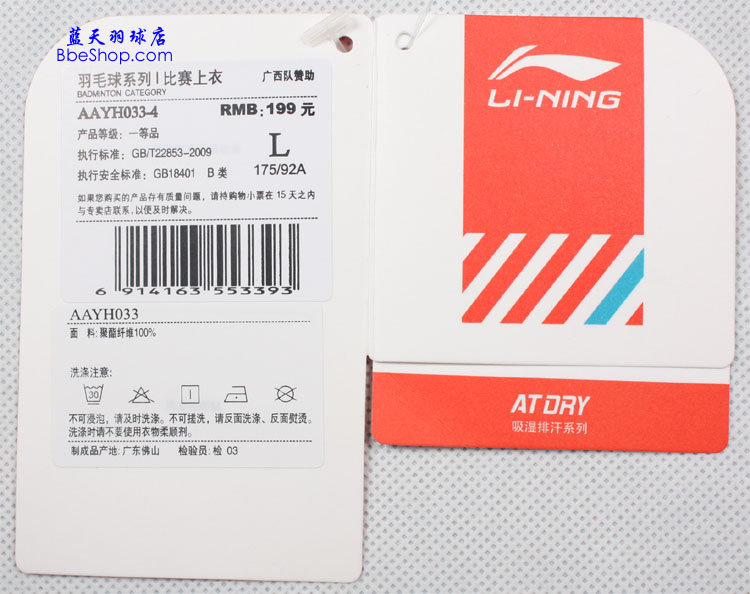 蓝天羽球店
BbeShop.com
羽毛球系列 | 比赛上衣
广西队赞助
BADMINTON CATEGORY
AAYH033-4
RMB: 199 元
产品等级: 一等品
执行标准: GB/T22853-2009
L
执行安全标准: GB18401 B 类
175/92A
如果您购买的产品存有质量问题, 请持购物小票在 15 天之内
与专卖店联系, 以便及时解决。
6 914163 553393
AAYH033
面 料: 聚酯纤维100%
洗涤注意:
30
不可浸泡, 请及时洗涤。不可搓洗, 请反面洗涤、反面熨烫。
洗涤时请不要使用衣物柔顺剂。
制成品产地: 广东佛山 检验员: 检 03
LI-NING
AT DRY
吸湿排汗系列